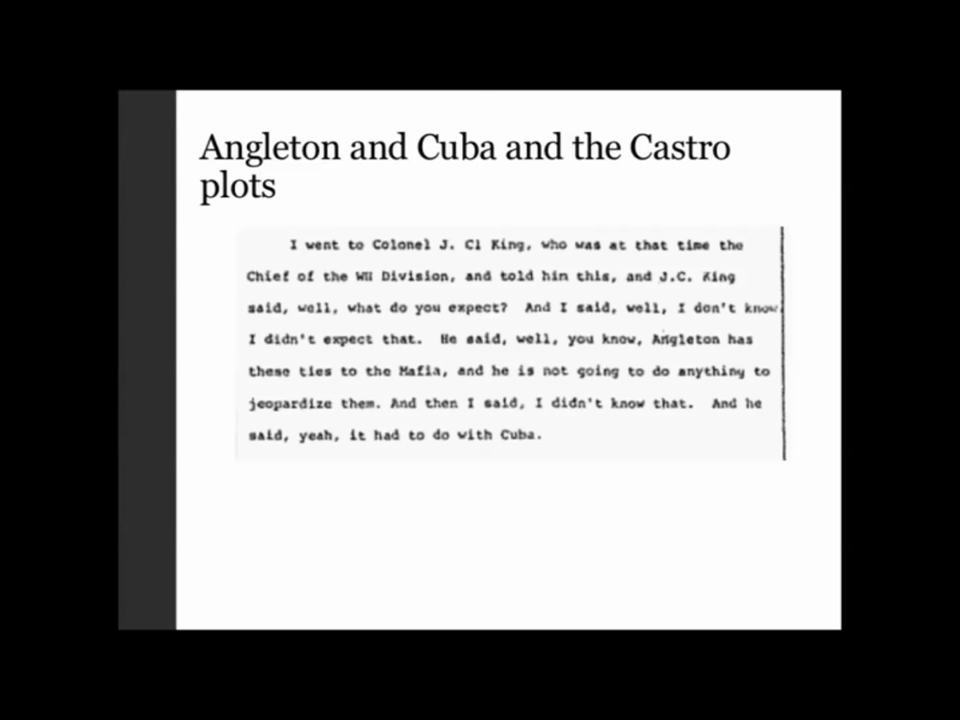 Angleton and Cuba and the Castro
plots
I went to Colonel J. Cl King, who was at that time the
Chief of the WH Division, and told him this, and J.C. King
said, well, what do you expect? And I said, well, I don't know
I didn't expect that. He said, well, you know, Angleton has
these ties to the Mafia, and he is not going to do anything to
jeopardize them. And then I said, I didn't know that. And he
said, yeah, it had to do with Cuba.